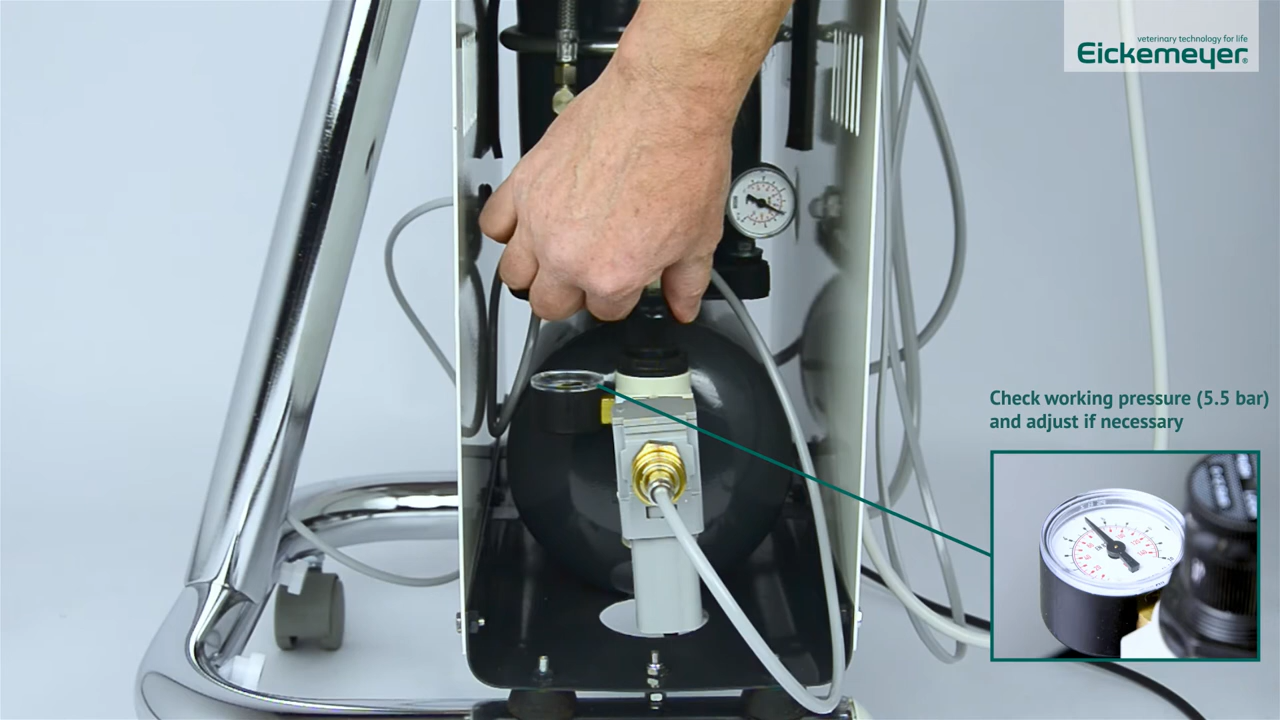 veterinary technology for life
Eickemeyer®
Check working pressure (5.5 bar)
and adjust if necessary